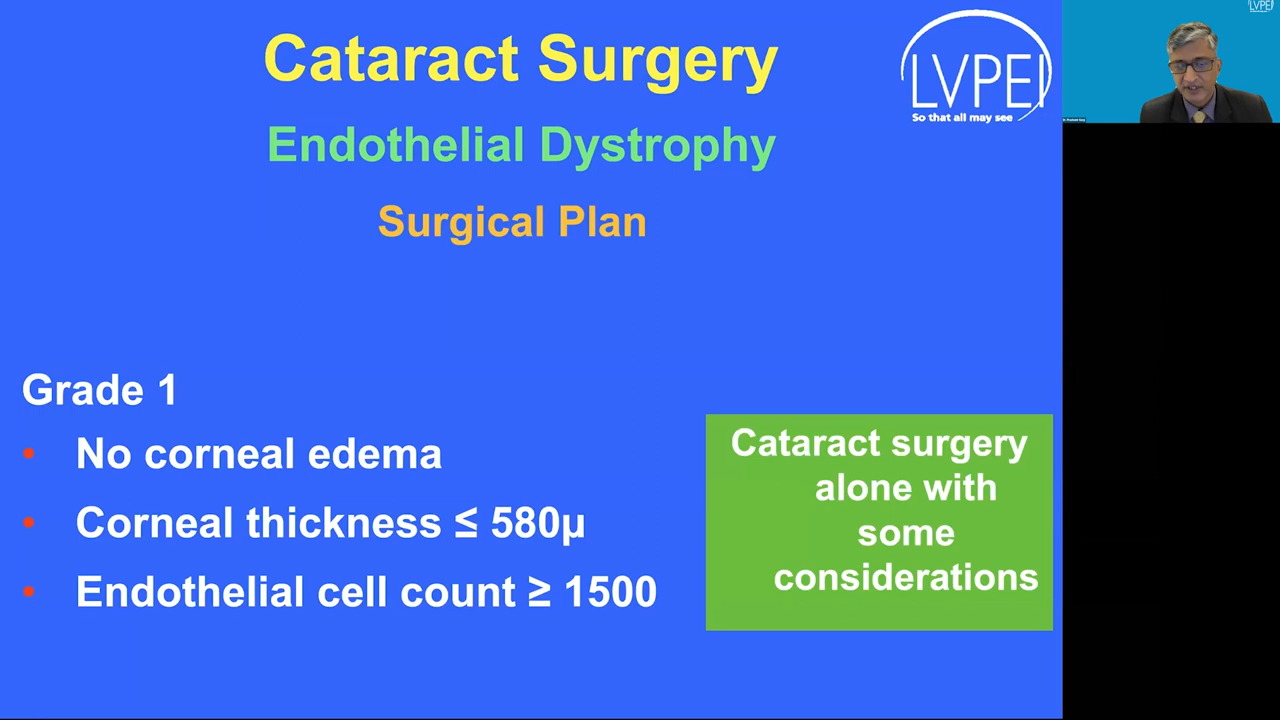 Cataract Surgery
Endothelial Dystrophy
Surgical Plan
LVPEI
So that all may see
LVPEI
Grade 1
• No corneal edema
• Corneal thickness ≤ 580µ
• Endothelial cell count ≥ 1500
Cataract surgery
alone with
some
considerations